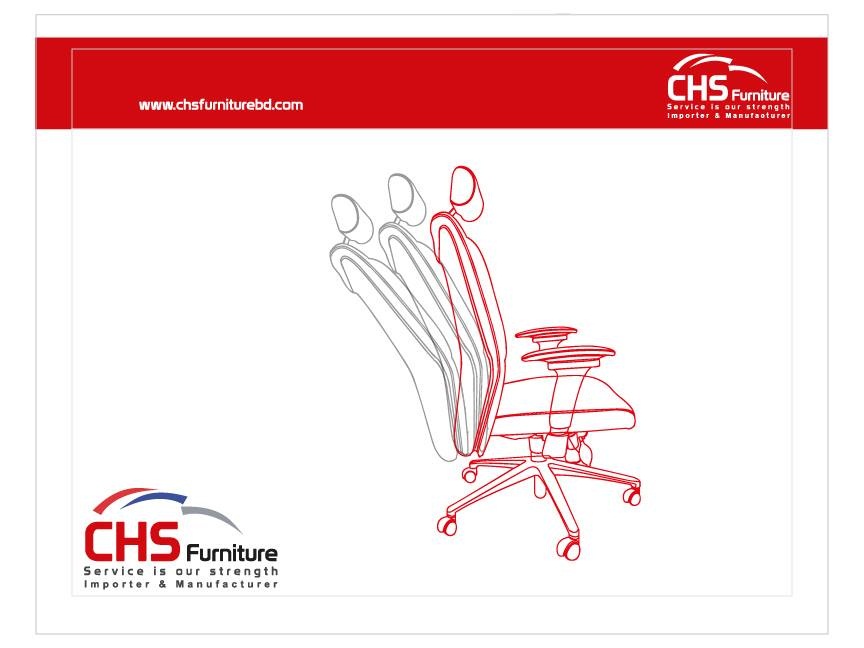 www.chsfurniturebd.com
CHS Furniture
Service is our strength
Importer & Manufacturer
CHS Furniture
Service is our strength
Importer & Manufacturer